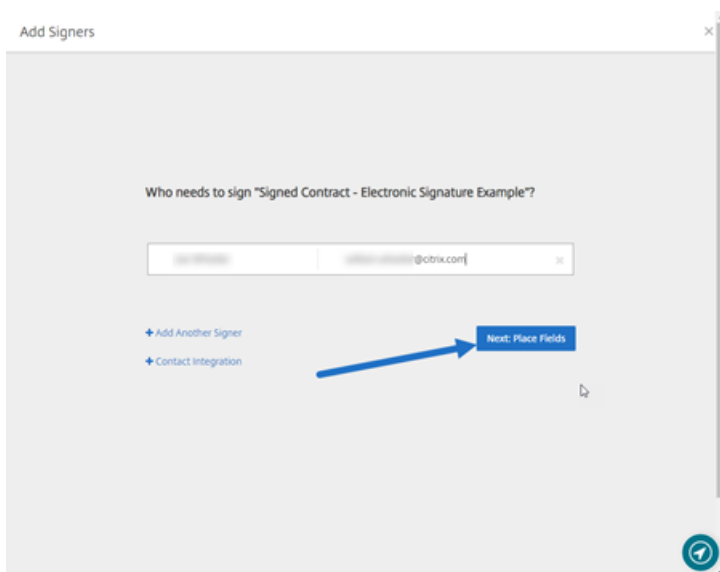 Add Signers
Who needs to sign "Signed Contract - Electronic Signature Example"?
@citrix.com
+ Add Another Signer
Next: Place Fields
+ Contact Integration